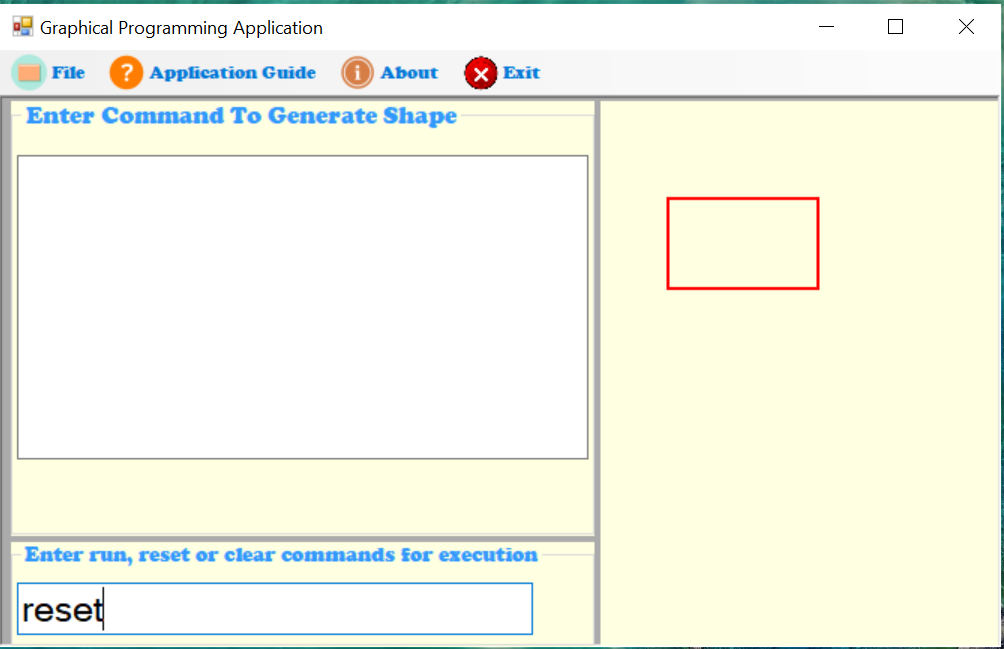 Graphical Programming Application
File Application Guide About Exit
Enter Command To Generate Shape
Enter run, reset or clear commands for execution
reset